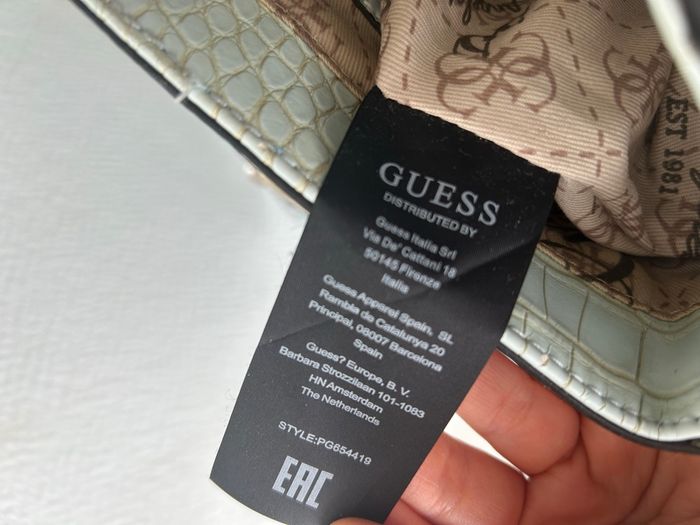 GUESS
DISTRIBUTED BY
Guess Italia Srl
Via De' Cattani 18
50145 Firenze
Italia
Guess Apparel Spain, SL
Rambla de Catalunya 20
Principal, 08007 Barcelona
Spain
Guess? Europe, B. V.
Barbara Strozzilaan 101-1083
HN Amsterdam
The Netherlands
STYLE:PG654419
EAC
EST 1981